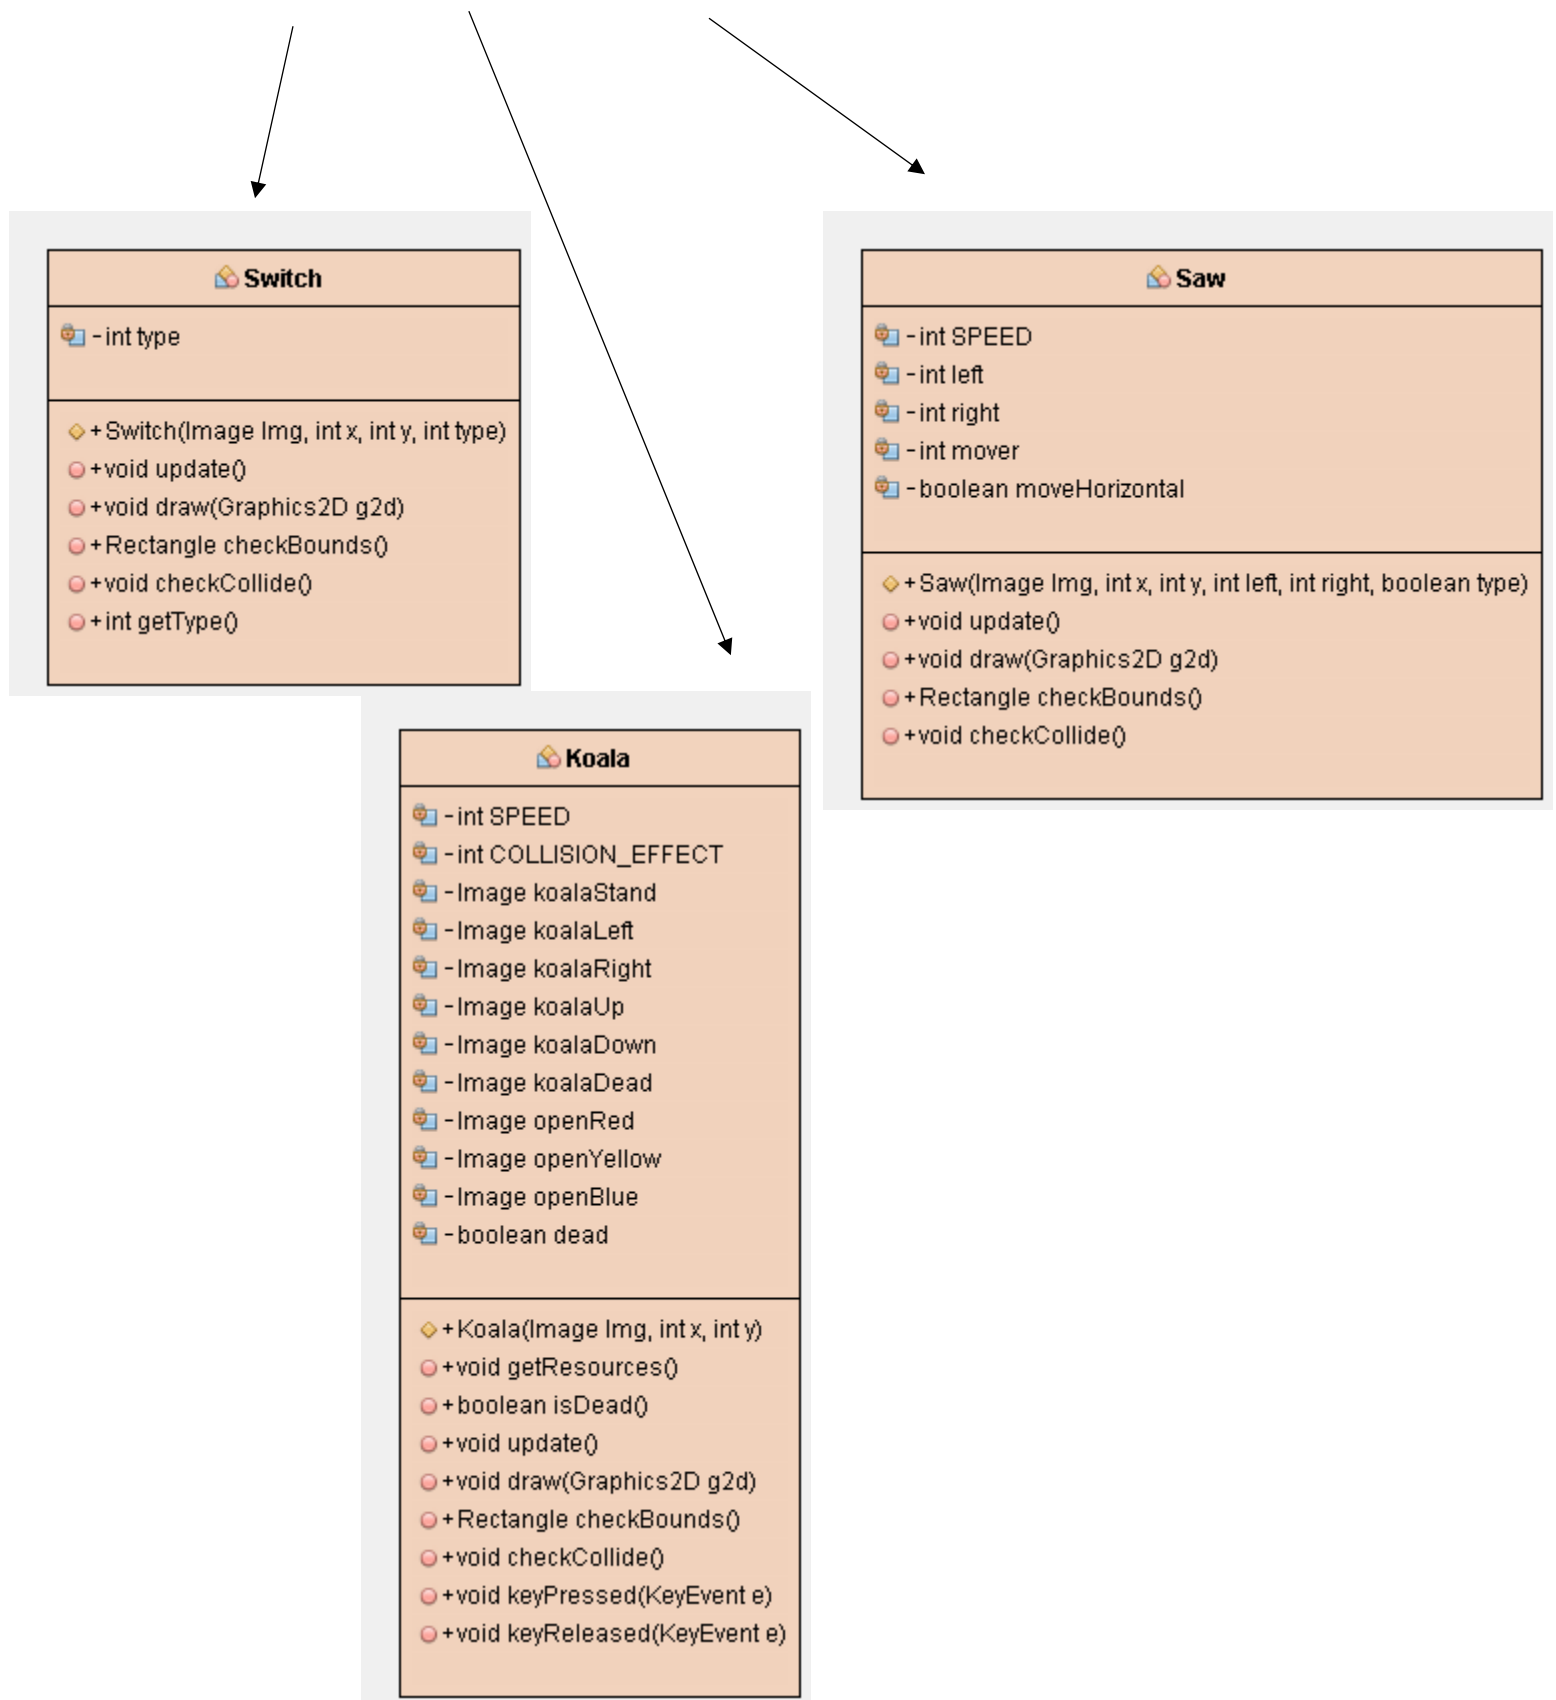 Switch
- int type
+ Switch(Image Img, int x, int y, int type)
+ void update()
+ void draw(Graphics2D g2d)
+ Rectangle checkBounds()
+ void checkCollide()
+ int getType()
Saw
- int SPEED
- int left
- int right
- int mover
- boolean moveHorizontal
+ Saw(Image Img, int x, int y, int left, int right, boolean type)
+ void update()
+ void draw(Graphics2D g2d)
+ Rectangle checkBounds()
+ void checkCollide()
Koala
- int SPEED
- int COLLISION_EFFECT
- Image koalaStand
- Image koalaLeft
- Image koalaRight
- Image koalaUp
- Image koalaDown
- Image koalaDead
- Image openRed
- Image openYellow
- Image openBlue
- boolean dead
+ Koala(Image Img, int x, int y)
+ void getResources()
+ boolean isDead()
+ void update()
+ void draw(Graphics2D g2d)
+ Rectangle checkBounds()
+ void checkCollide()
+ void keyPressed(KeyEvent e)
+ void keyReleased(KeyEvent e)